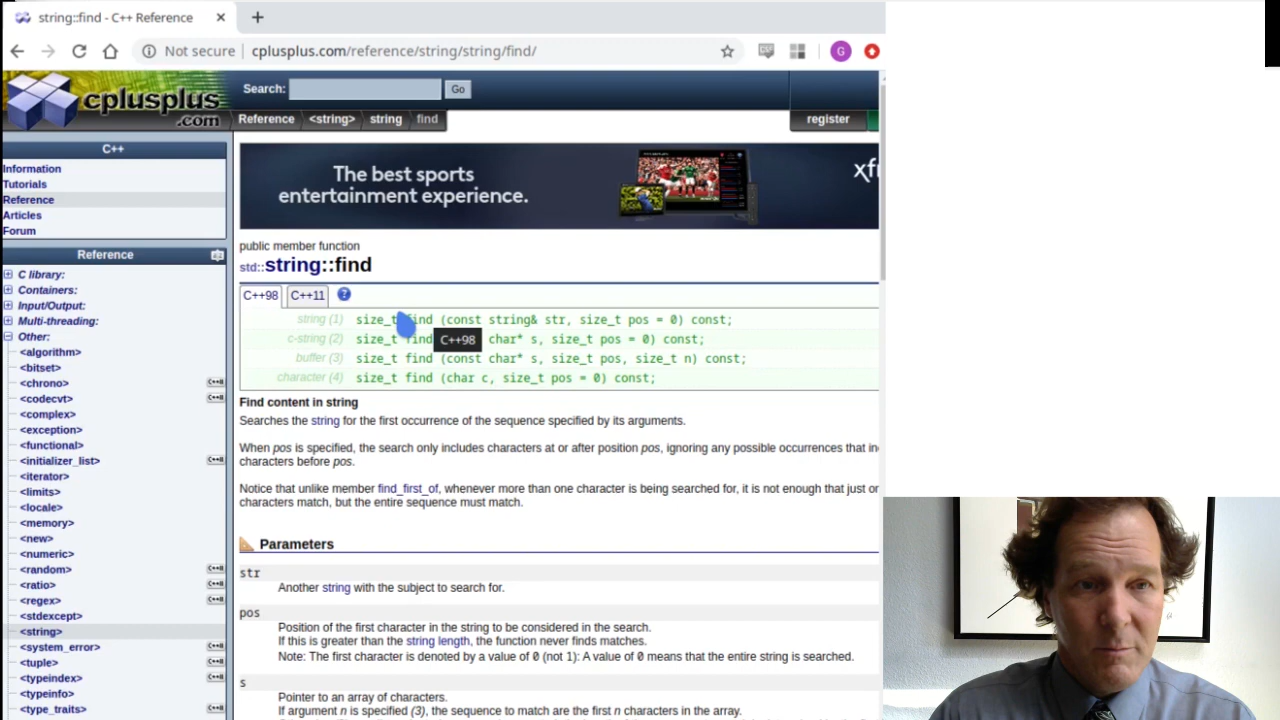 string::find - C++ Reference
Not secure | cplusplus.com/reference/string/string/find/
G
cplusplus
.com
Search:
Go
Reference <string> string find
register
C++
Information
Tutorials
Reference
Articles
Forum
Reference
C library:
Containers:
Input/Output:
Multi-threading:
Other:
<algorithm>
<bitset>
<chrono>
<codecvt>
<complex>
<exception>
<functional>
<initializer_list>
<iterator>
<limits>
<locale>
<memory>
<new>
<numeric>
<random>
<ratio>
<regex>
<stdexcept>
<string>
<system_error>
<tuple>
<typeindex>
<typeinfo>
<type_traits>
The best sports
entertainment experience.
xfi
public member function
std::string::find
C++98 C++11 ?
string (1) size_t find (const string& str, size_t pos = 0) const;
c-string (2) size_t find char* s, size_t pos = 0) const;
C++98
buffer (3) size_t find (const char* s, size_t pos, size_t n) const;
character (4) size_t find (char c, size_t pos = 0) const;
Find content in string
Searches the string for the first occurrence of the sequence specified by its arguments.
When pos is specified, the search only includes characters at or after position pos, ignoring any possible occurrences that in
characters before pos.
Notice that unlike member find_first_of, whenever more than one character is being searched for, it is not enough that just or
characters match, but the entire sequence must match.
Parameters
str
Another string with the subject to search for.
pos
Position of the first character in the string to be considered in the search.
If this is greater than the string length, the function never finds matches.
Note: The first character is denoted by a value of 0 (not 1): A value of 0 means that the entire string is searched.
s
Pointer to an array of characters.
If argument n is specified (3), the sequence to match are the first n characters in the array.